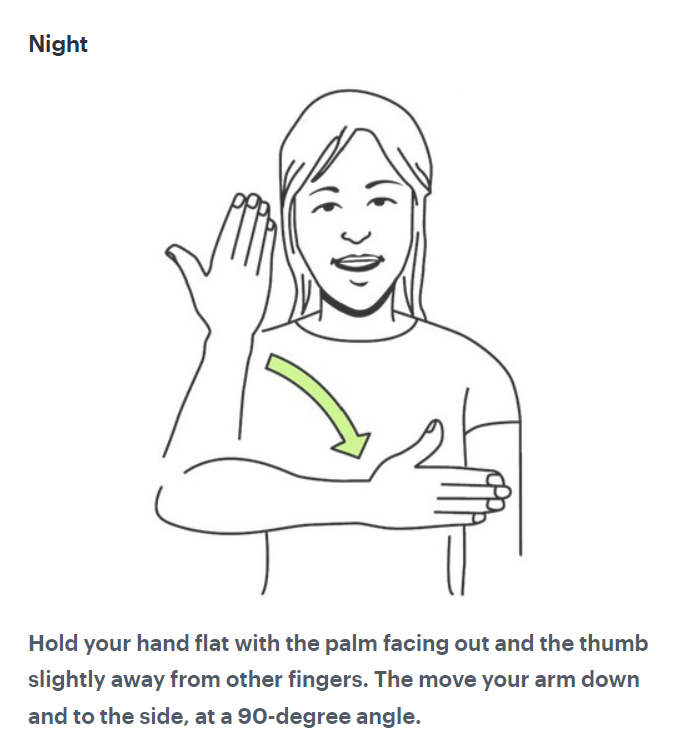 Night
Hold your hand flat with the palm facing out and the thumb
slightly away from other fingers. The move your arm down
and to the side, at a 90-degree angle.